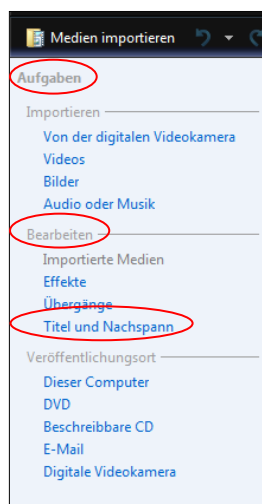 Medien importieren
Aufgaben
Importieren
Von der digitalen Videokamera
Videos
Bilder
Audio oder Musik
Bearbeiten
Importierte Medien
Effekte
Übergänge
Titel und Nachspann
Veröffentlichungsort
Dieser Computer
DVD
Beschreibbare CD
E-Mail
Digitale Videokamera